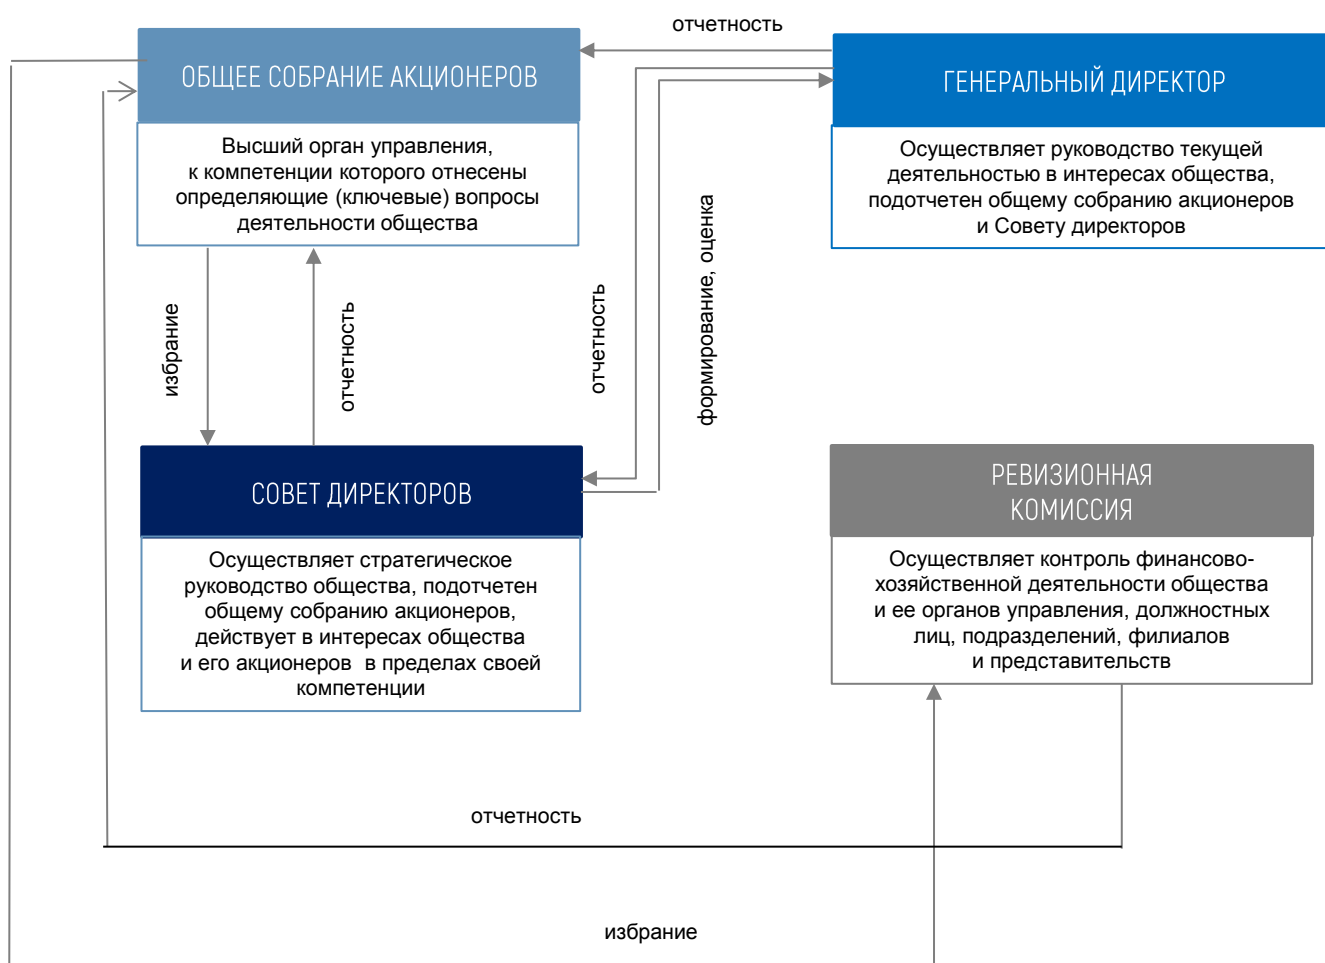 отчетность
ОБЩЕЕ СОБРАНИЕ АКЦИОНЕРОВ
Высший орган управления,
к компетенции которого отнесены
определяющие (ключевые) вопросы
деятельности общества
ГЕНЕРАЛЬНЫЙ ДИРЕКТОР
Осуществляет руководство текущей
деятельностью в интересах общества,
подотчетен общему собранию акционеров
и Совету директоров
избрание
отчетность
отчетность
формирование, оценка
СОВЕТ ДИРЕКТОРОВ
Осуществляет стратегическое
руководство общества, подотчетен
общему собранию акционеров,
действует в интересах общества
и его акционеров в пределах своей
компетенции
РЕВИЗИОННАЯ
КОМИССИЯ
Осуществляет контроль финансово-
хозяйственной деятельности общества
и ее органов управления, должностных
лиц, подразделений, филиалов
и представительств
отчетность
избрание